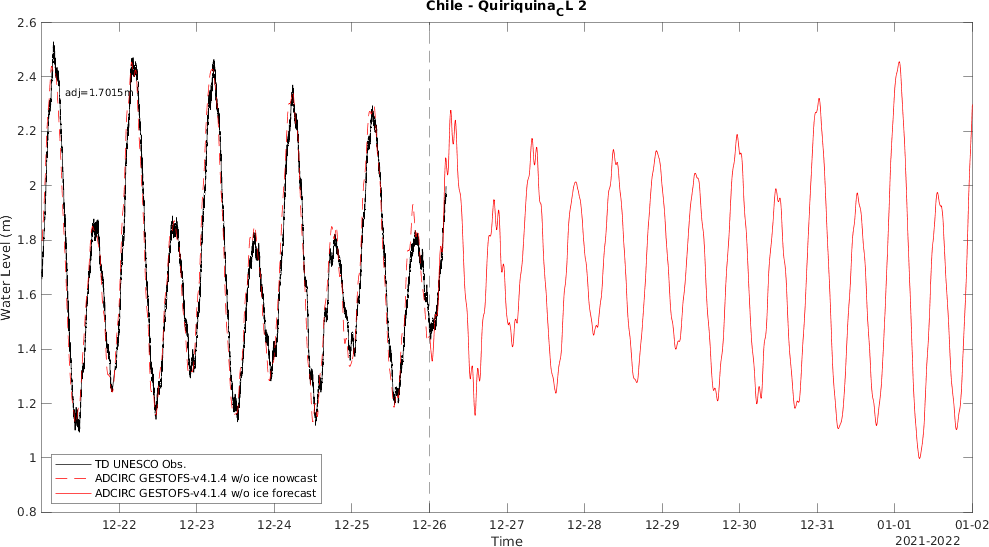 Chile - Quiriquina_CL 2
2.6
2.4
2.2
2
1.8
1.6
1.4
1.2
1
0.8
Water Level (m)
adj=1.7015m
TD UNESCO Obs.
ADCIRC GESTOFS-v4.1.4 w/o ice nowcast
ADCIRC GESTOFS-v4.1.4 w/o ice forecast
12-22 12-23 12-24 12-25 12-26 12-27 12-28 12-29 12-30 12-31 01-01 01-02
Time
2021-2022